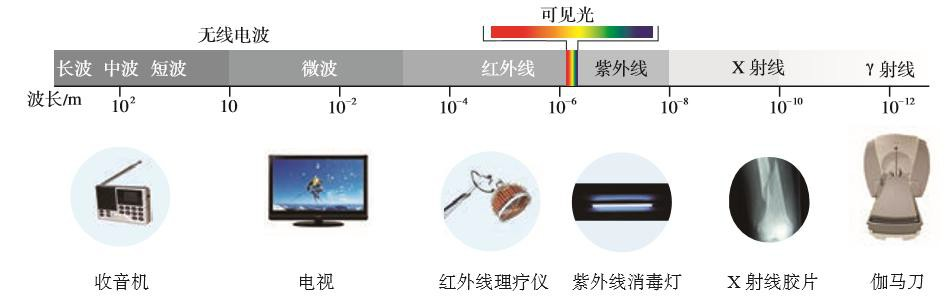 可见光
无线电波
长波 中波 短波 微波 红外线 紫外线 X 射线 γ 射线
波长/m 10² 10 10⁻² 10⁻⁴ 10⁻⁶ 10⁻⁸ 10⁻¹⁰ 10⁻¹²
收音机 电视 红外线理疗仪 紫外线消毒灯 X 射线胶片 伽马刀